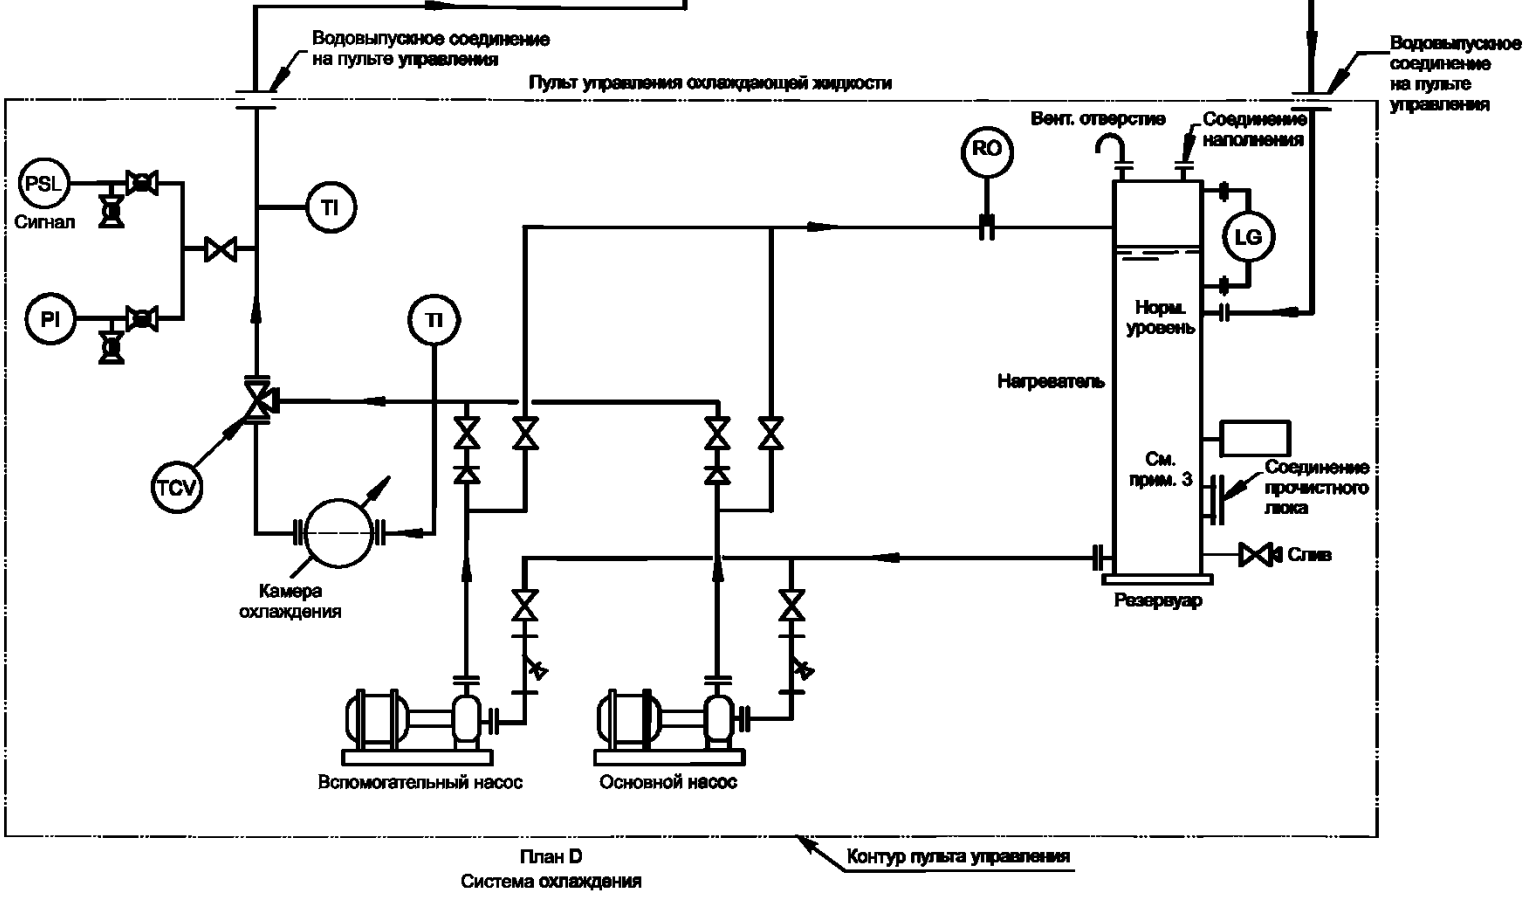 Водовыпускное соединение
на пульте управления
Пульт управления охлаждающей жидкости
Водовыпускное
соединение
на пульте
управления
Вент. отверстие
Соединение
наполнения
RO
PSL
Сигнал
TI
LG
PI
TI
Норм.
уровень
Нагреватель
TCV
См.
прим. 3
Соединение
прочистного
люка
Слив
Камера
охлаждения
Резервуар
Вспомогательный насос
Основной насос
План D
Система охлаждения
Контур пульта управления